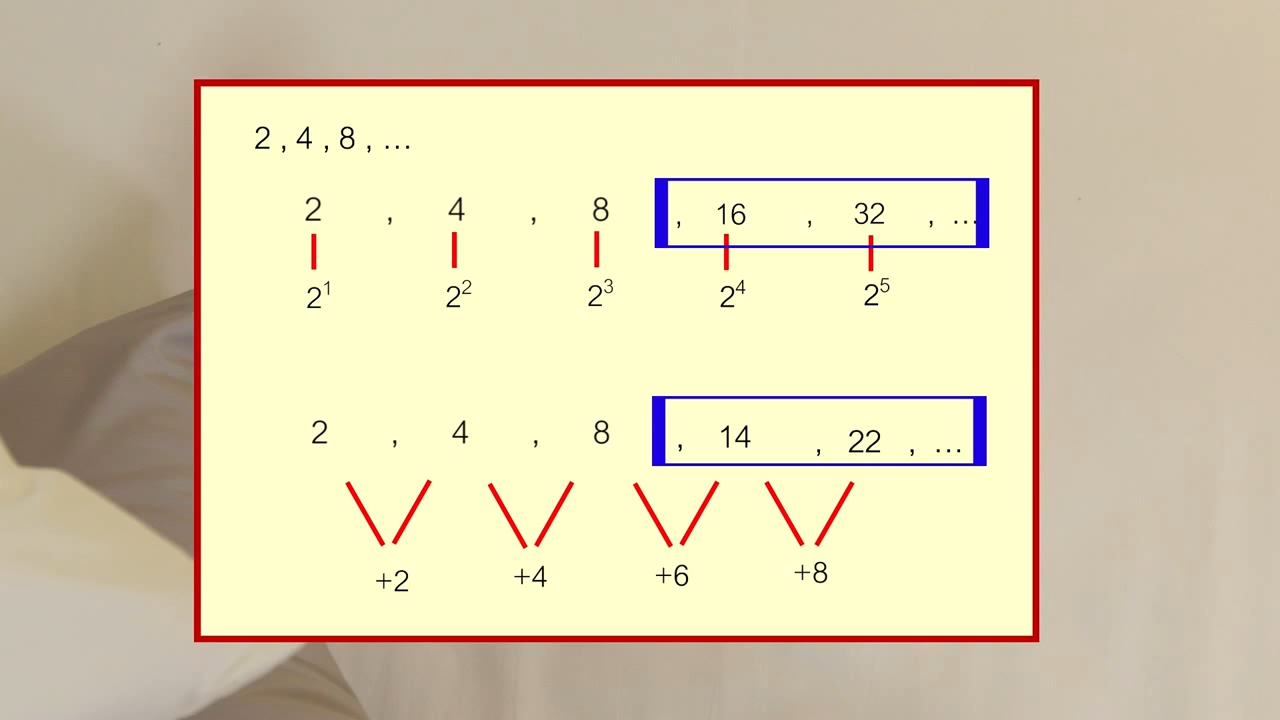 2 , 4 , 8 , ...
2 , 4 , 8 , 16 , 32 , ...
2¹ 2² 2³ 2⁴ 2⁵
2 , 4 , 8 , 14 , 22 , ...
+2 +4 +6 +8